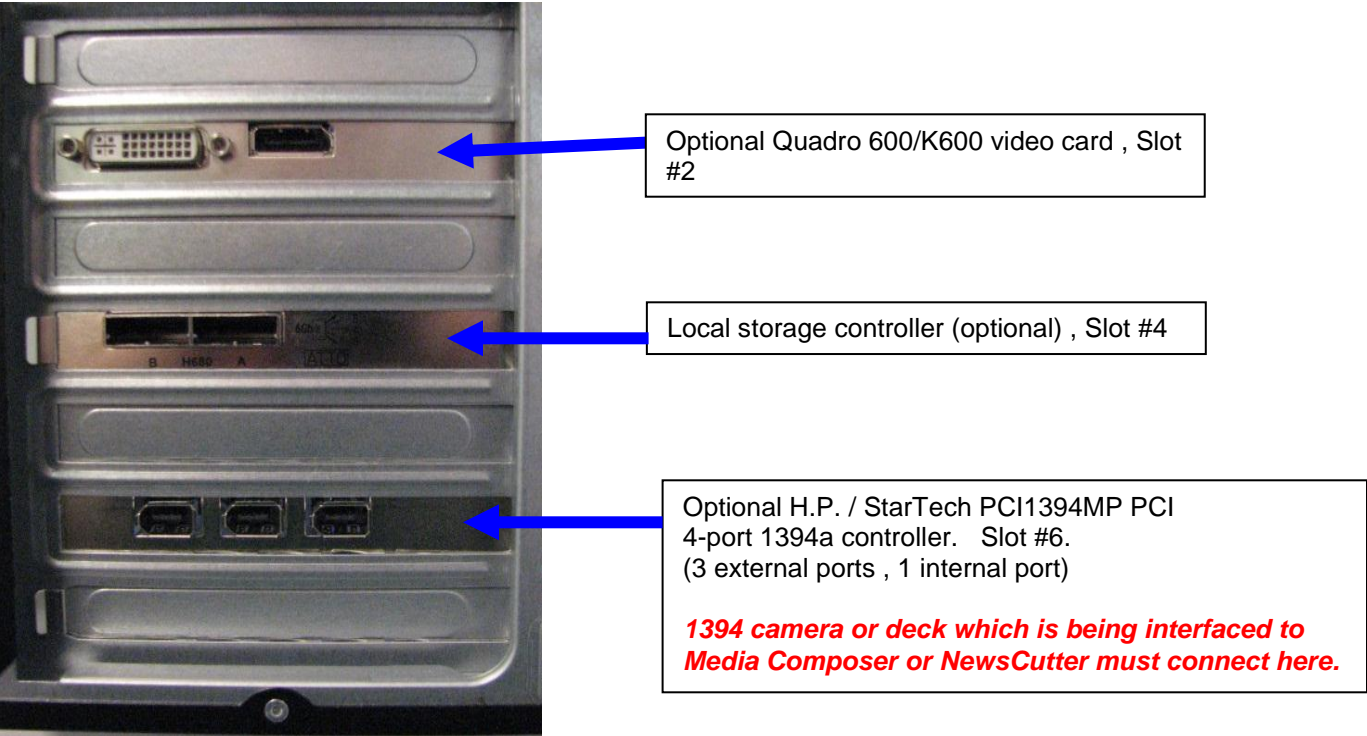 Optional Quadro 600/K600 video card , Slot
#2
6Gb
B H680 A
ATTO
Local storage controller (optional) , Slot #4
Optional H.P. / StarTech PCI1394MP PCI
4-port 1394a controller. Slot #6.
(3 external ports , 1 internal port)
1394 camera or deck which is being interfaced to
Media Composer or NewsCutter must connect here.